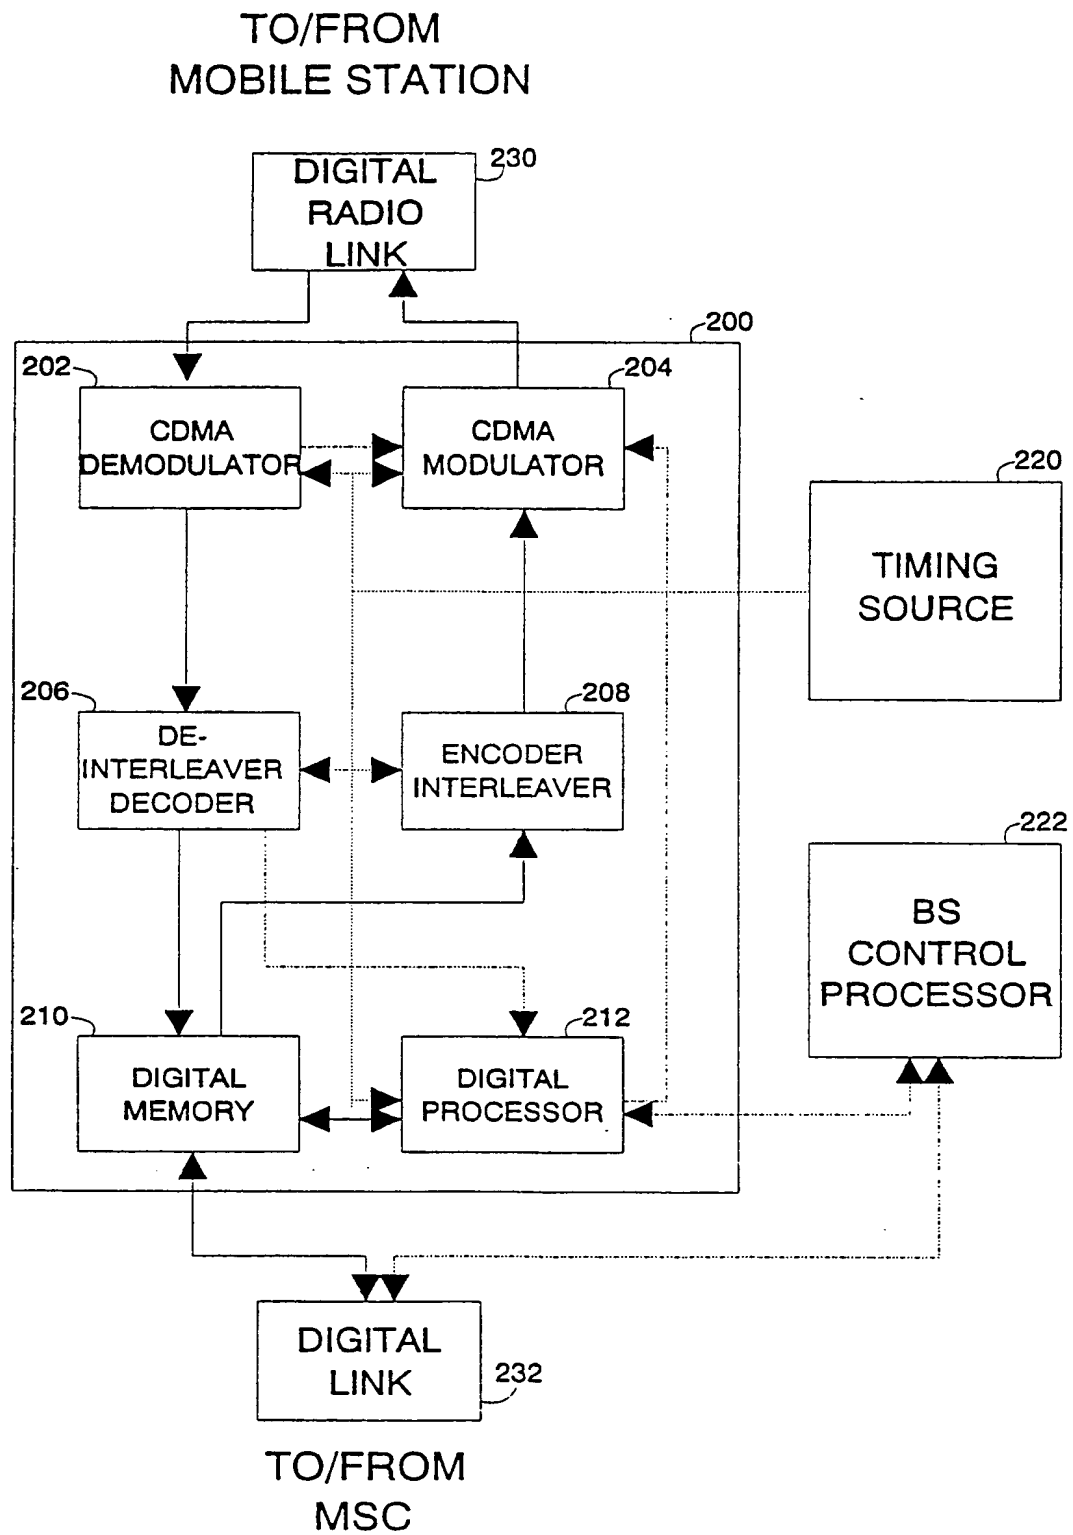 TO/FROM
MOBILE STATION
230
DIGITAL
RADIO
LINK
200
202
204
CDMA
DEMODULATOR
CDMA
MODULATOR
220
TIMING
SOURCE
206
208
DE-
INTERLEAVER
DECODER
ENCODER
INTERLEAVER
222
BS
CONTROL
PROCESSOR
210
212
DIGITAL
MEMORY
DIGITAL
PROCESSOR
DIGITAL
LINK
232
TO/FROM
MSC